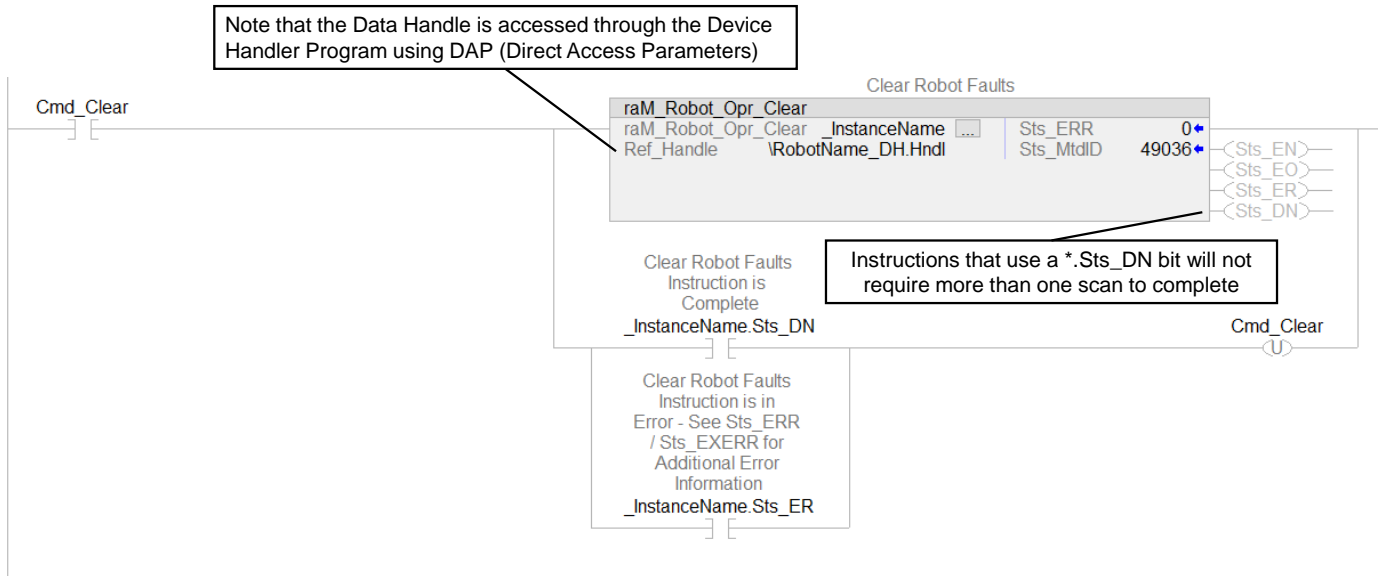 Note that the Data Handle is accessed through the Device
Handler Program using DAP (Direct Access Parameters)
Clear Robot Faults
Cmd_Clear
raM_Robot_Opr_Clear
raM_Robot_Opr_Clear _InstanceName ... Sts_ERR 0
Ref_Handle \RobotName_DH.Hndl Sts_MtdID 49036
Sts_EN
Sts_EO
Sts_ER
Sts_DN
Instructions that use a *.Sts_DN bit will not
require more than one scan to complete
Clear Robot Faults
Instruction is
Complete
_InstanceName.Sts_DN
Cmd_Clear
U
Clear Robot Faults
Instruction is in
Error - See Sts_ERR
/ Sts_EXERR for
Additional Error
Information
_InstanceName.Sts_ER